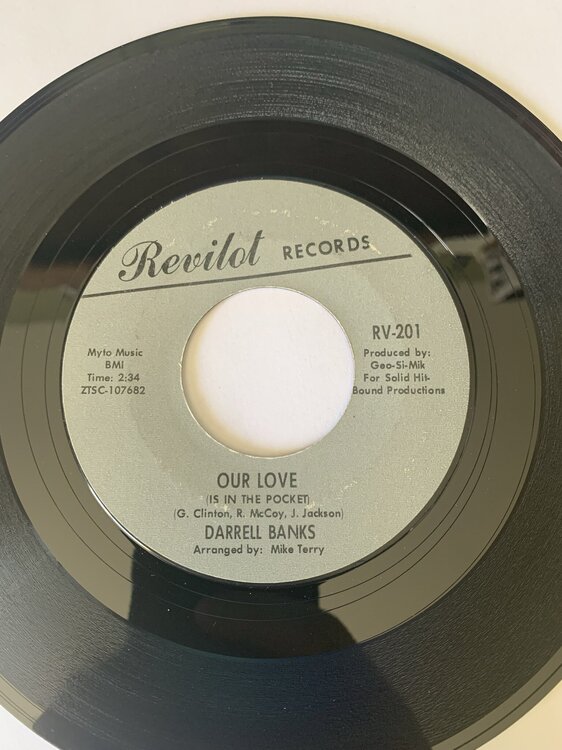 Revilot RECORDS
RV-201
Myto Music
BMI
Time: 2:34
ZTSC-107682
Produced by:
Geo-Si-Mik
For Solid Hit-
Bound Productions
OUR LOVE
(IS IN THE POCKET)
(G. Clinton, R. McCoy, J. Jackson)
DARRELL BANKS
Arranged by: Mike Terry